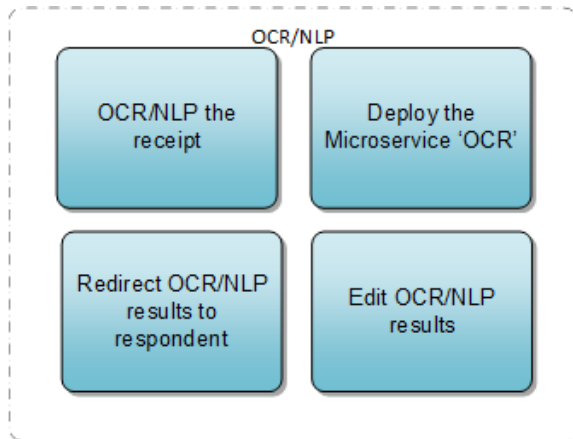 OCR/NLP
OCR/NLP the
receipt
Deploy the
Microservice ‘OCR’
Redirect OCR/NLP
results to
respondent
Edit OCR/NLP
results